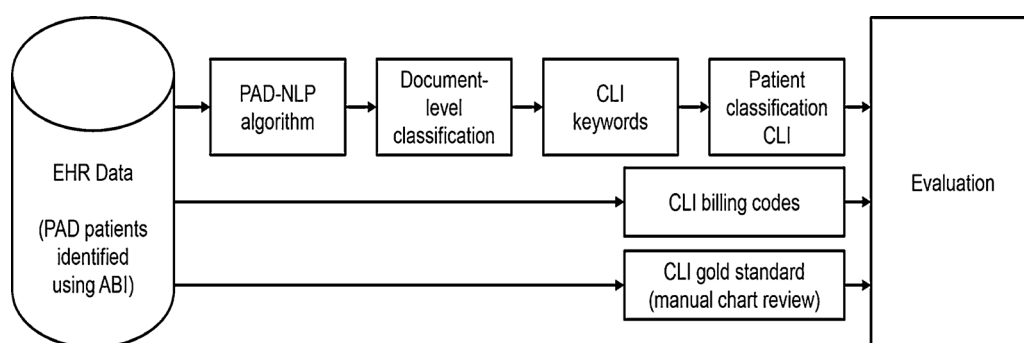 EHR Data
(PAD patients
identified
using ABI)
PAD-NLP
algorithm
Document-
level
classification
CLI
keywords
Patient
classification
CLI
CLI billing codes
CLI gold standard
(manual chart review)
Evaluation